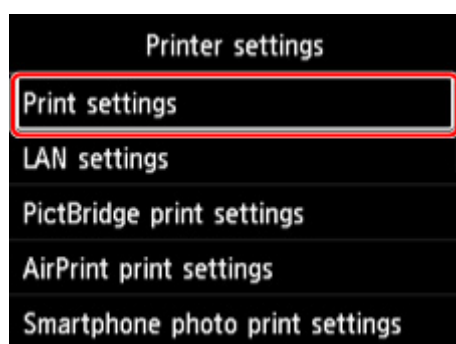 Printer settings
Print settings
LAN settings
PictBridge print settings
AirPrint print settings
Smartphone photo print settings